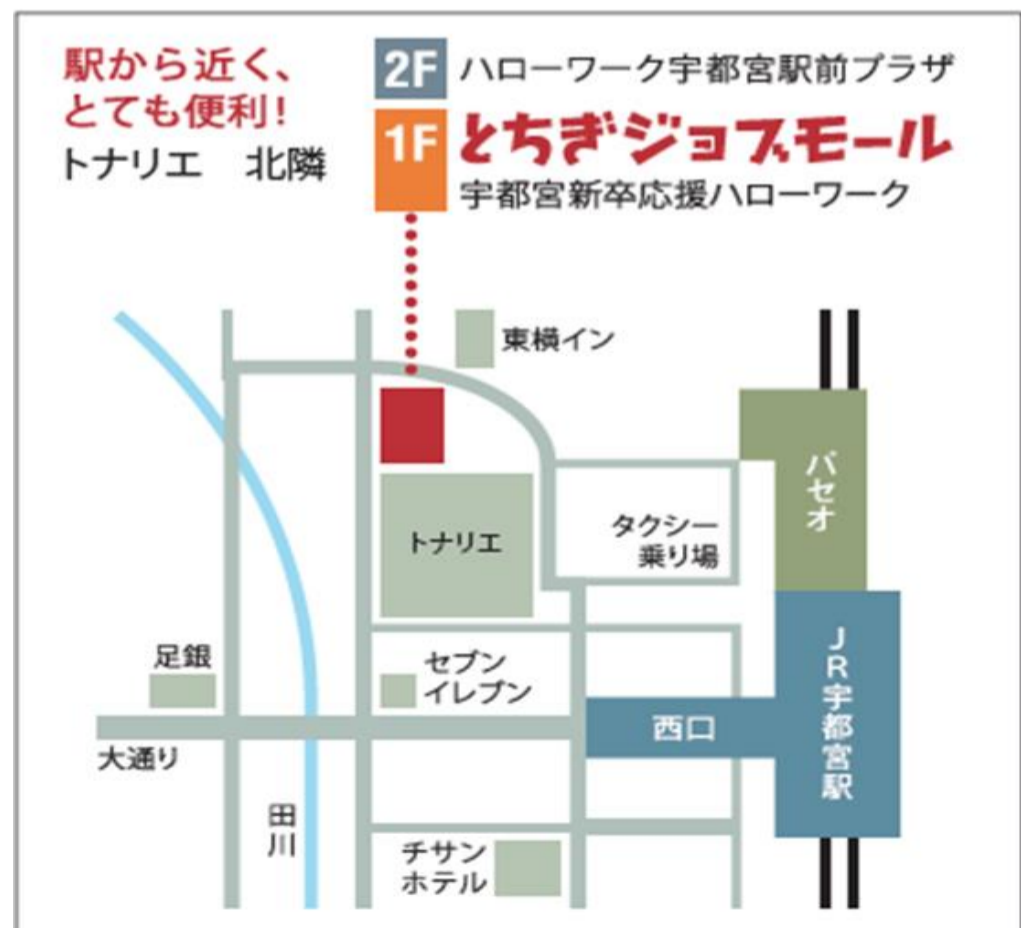 駅から近く、
とても便利!
トナリエ 北隣
2F ハローワーク宇都宮駅前プラザ
1F とちぎジョブモール
宇都宮新卒応援ハローワーク
東横イン
パセオ
トナリエ
タクシー
乗り場
足銀
セブン
イレブン
JR宇都宮駅
西口
大通り
田川
チサン
ホテル